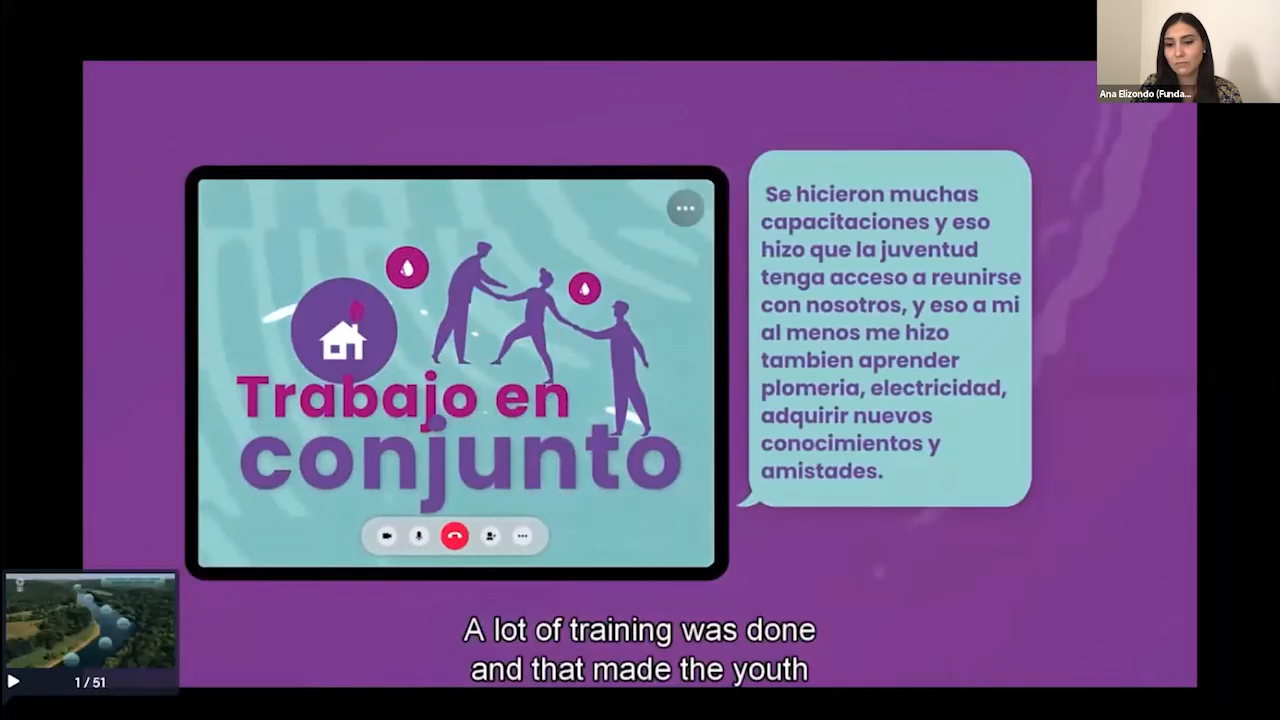 Ana Elizondo (Funda...
Trabajo en
conjunto
Se hicieron muchas
capacitaciones y eso
hizo que la juventud
tenga acceso a reunirse
con nosotros, y eso a mi
al menos me hizo
tambien aprender
plomeria, electricidad,
adquirir nuevos
conocimientos y
amistades.
A lot of training was done
and that made the youth
1 / 51